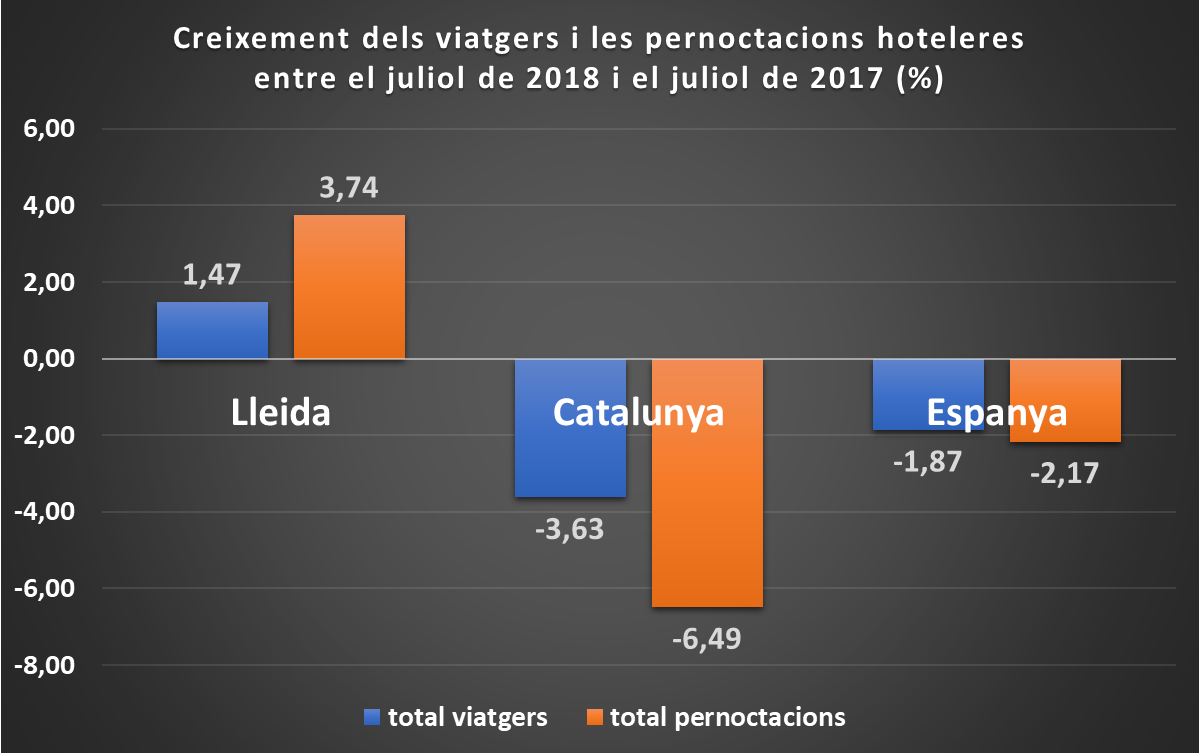 Creixement dels viatgers i les pernoctacions hoteleres
entre el juliol de 2018 i el juliol de 2017 (%)
6,00
4,00
2,00
0,00
-2,00
-4,00
-6,00
-8,00
1,47
3,74
Lleida
-3,63
-6,49
Catalunya
-1,87
-2,17
Espanya
total viatgers
total pernoctacions